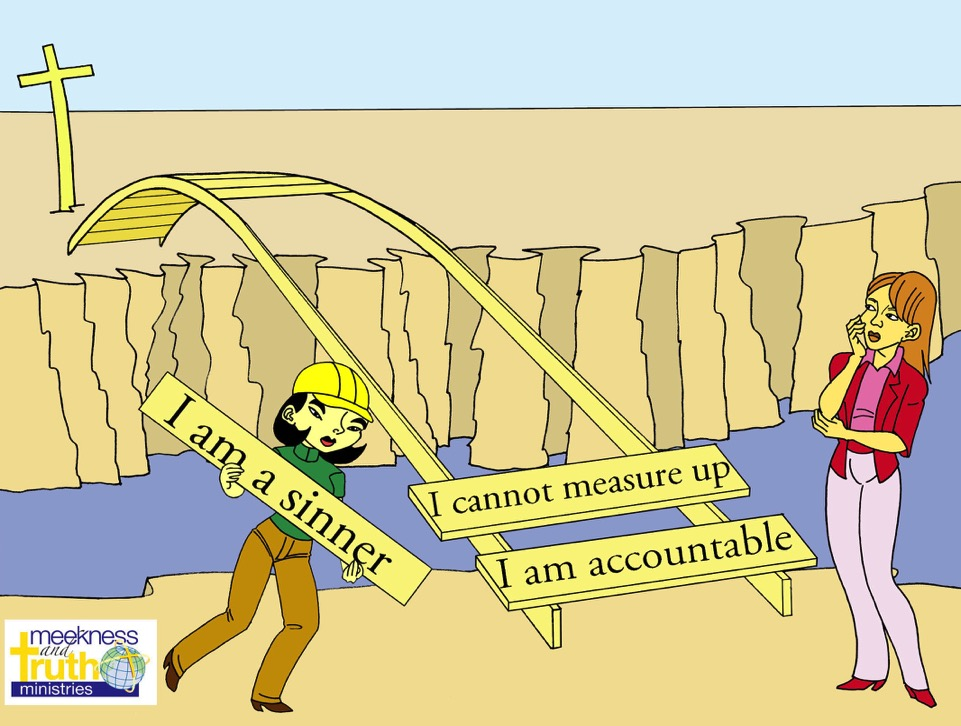 I am a sinner
I cannot measure up
I am accountable
meekness
and
truth
ministries